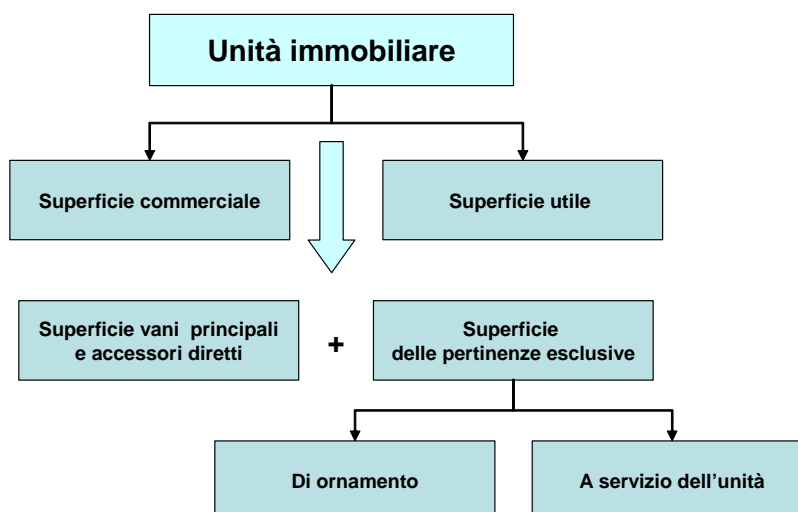 Unità immobiliare
Superficie commerciale
Superficie utile
Superficie vani principali
e accessori diretti
+
Superficie
delle pertinenze esclusive
Di ornamento
A servizio dell’unità